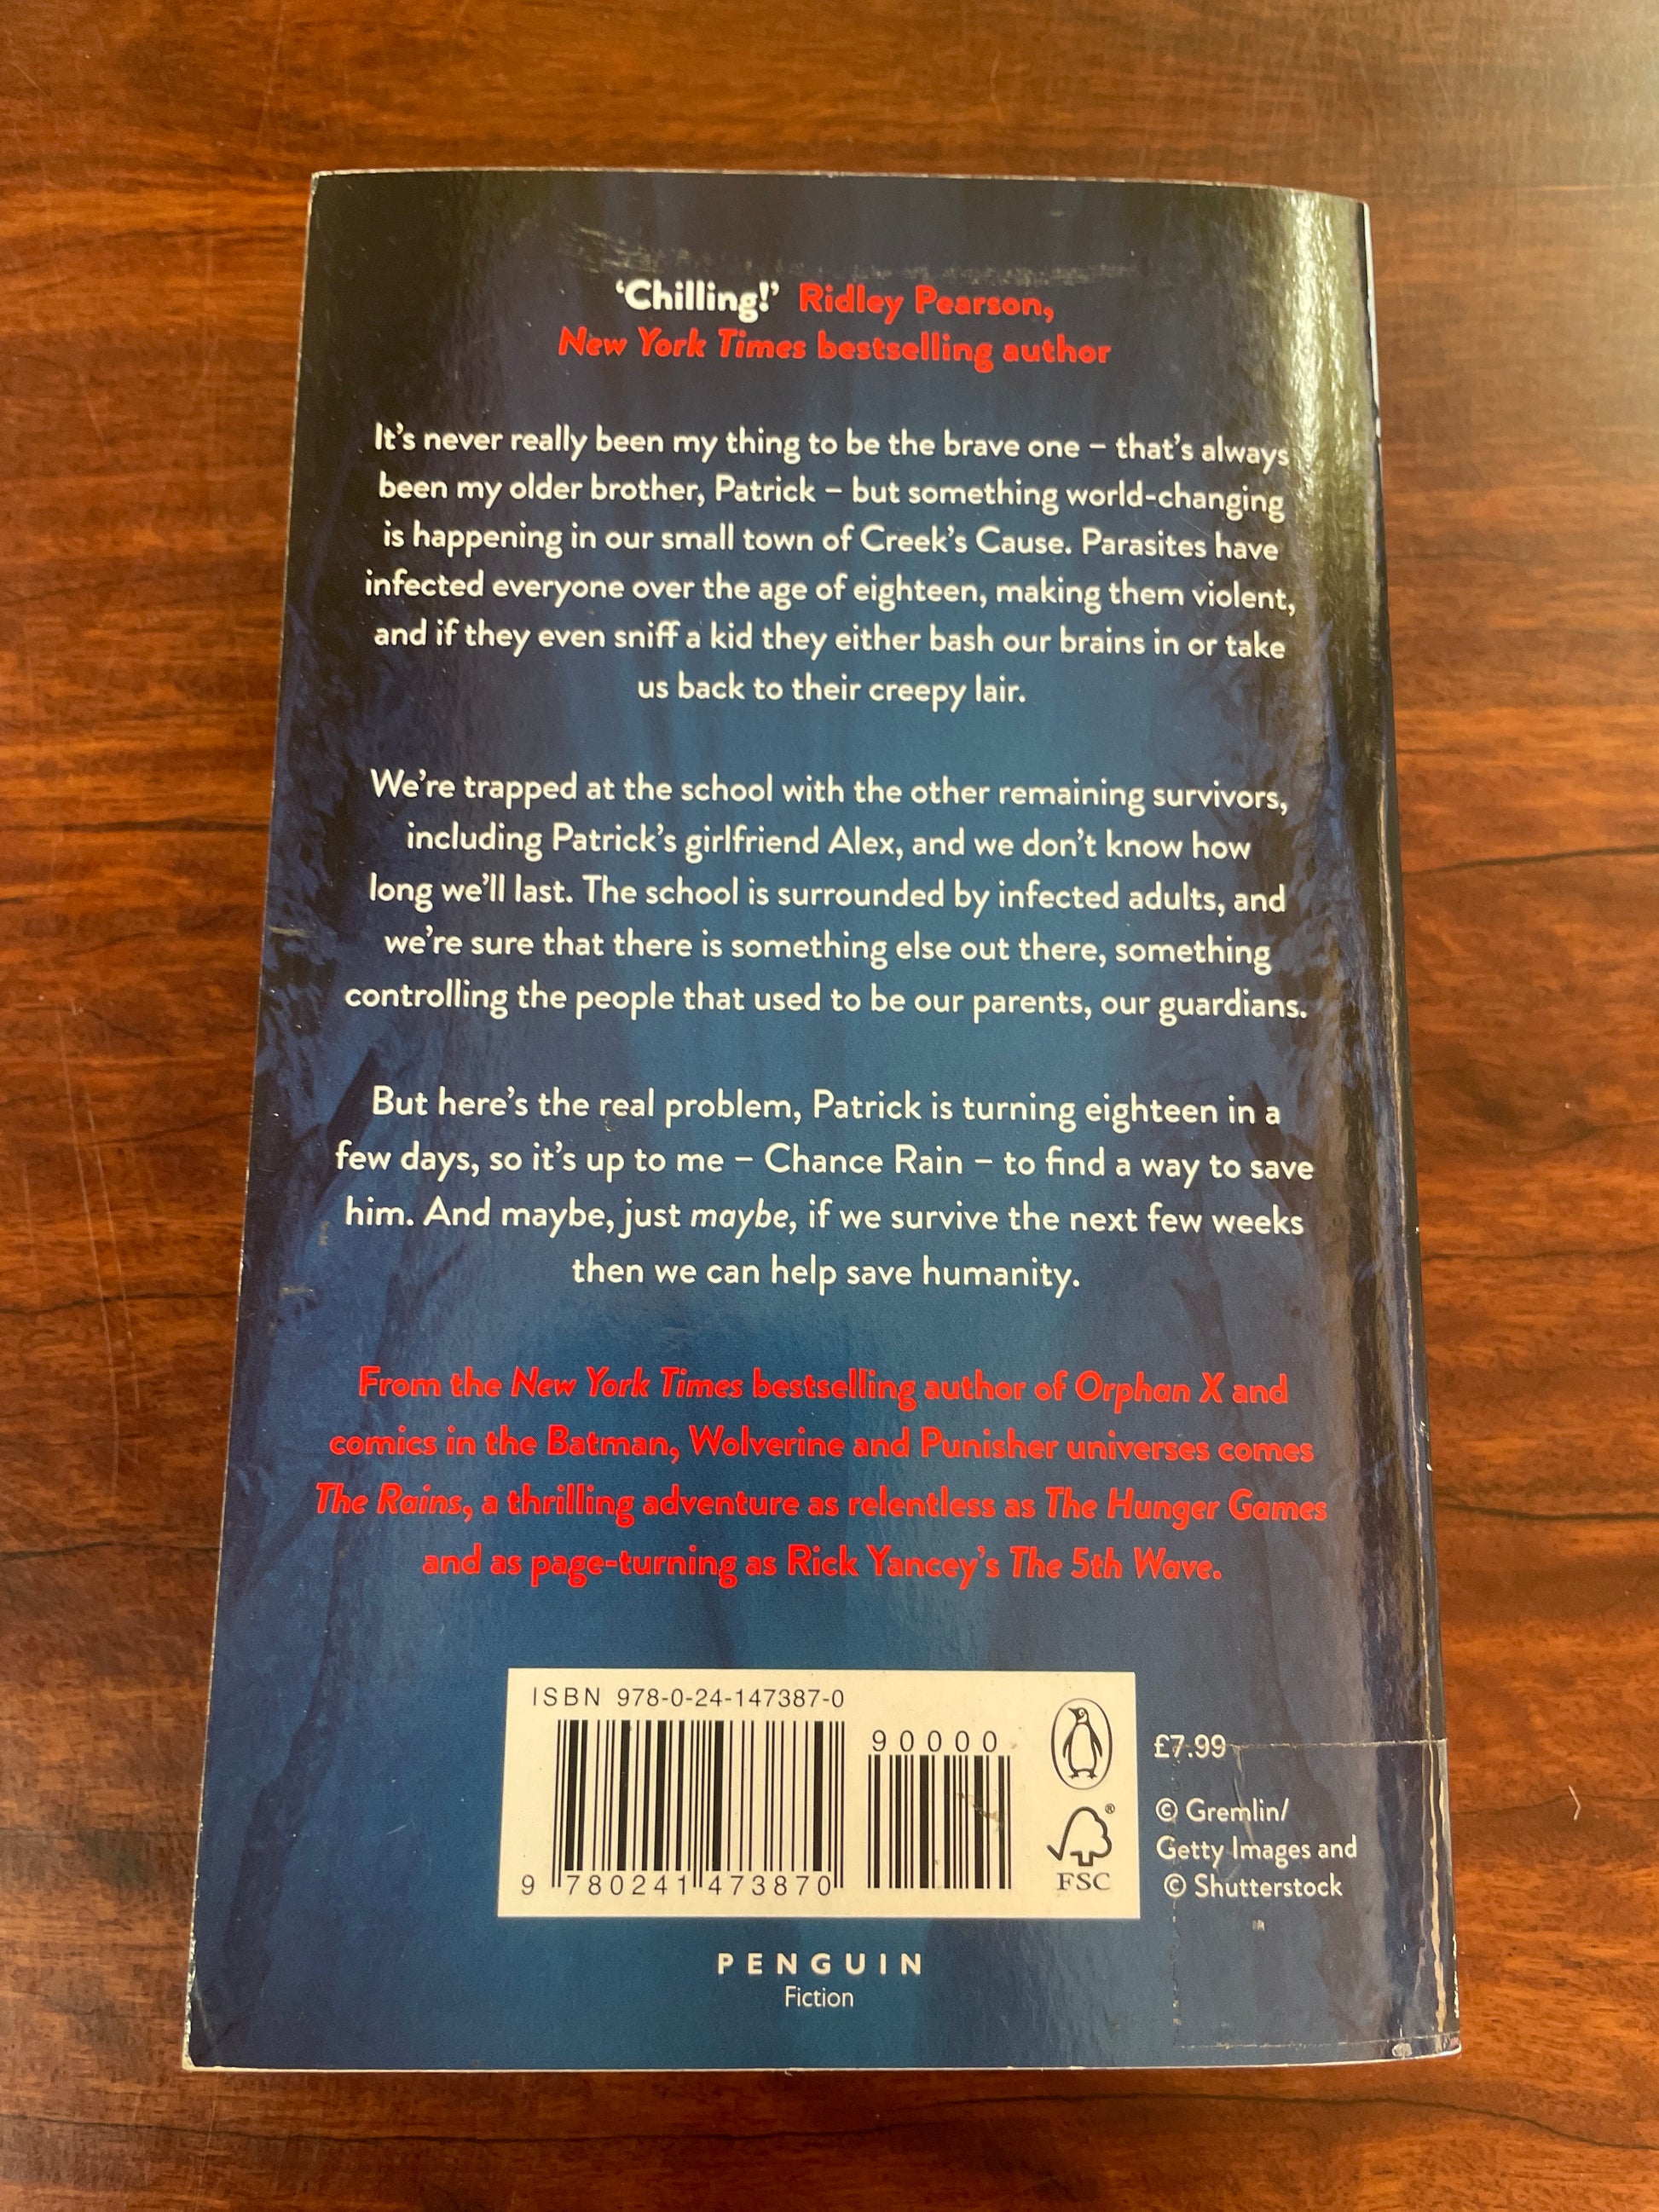 ‘Chilling!’ Ridley Pearson,
New York Times bestselling author
It’s never really been my thing to be the brave one – that’s always
been my older brother, Patrick – but something world-changing
is happening in our small town of Creek’s Cause. Parasites have
infected everyone over the age of eighteen, making them violent,
and if they even sniff a kid they either bash our brains in or take
us back to their creepy lair.
We’re trapped at the school with the other remaining survivors,
including Patrick’s girlfriend Alex, and we don’t know how
long we’ll last. The school is surrounded by infected adults, and
we’re sure that there is something else out there, something
controlling the people that used to be our parents, our guardians.
But here’s the real problem, Patrick is turning eighteen in a
few days, so it’s up to me – Chance Rain – to find a way to save
him. And maybe, just maybe, if we survive the next few weeks
then we can help save humanity.
From the New York Times bestselling author of Orphan X and
comics in the Batman, Wolverine and Punisher universes comes
The Rains, a thrilling adventure as relentless as The Hunger Games
and as page-turning as Rick Yancey’s The 5th Wave.
ISBN 978-0-24-147387-0
90000
9 780241 473870
®
FSC
£7.99
© Gremlin/
Getty Images and
© Shutterstock
PENGUIN
Fiction